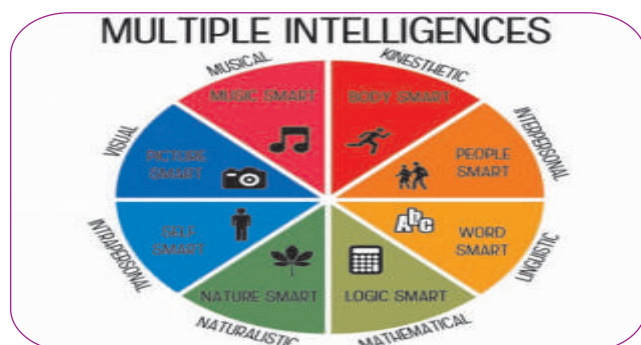 MULTIPLE INTELLIGENCES
MUSICAL
KINESTHETIC
MUSIC SMART
BODY SMART
VISUAL
INTERPERSONAL
PICTURE
SMART
PEOPLE
SMART
INTRAPERSONAL
SELF
SMART
AbC
WORD
SMART
LINGUISTIC
NATURE SMART
LOGIC SMART
NATURALISTIC
MATHEMATICAL